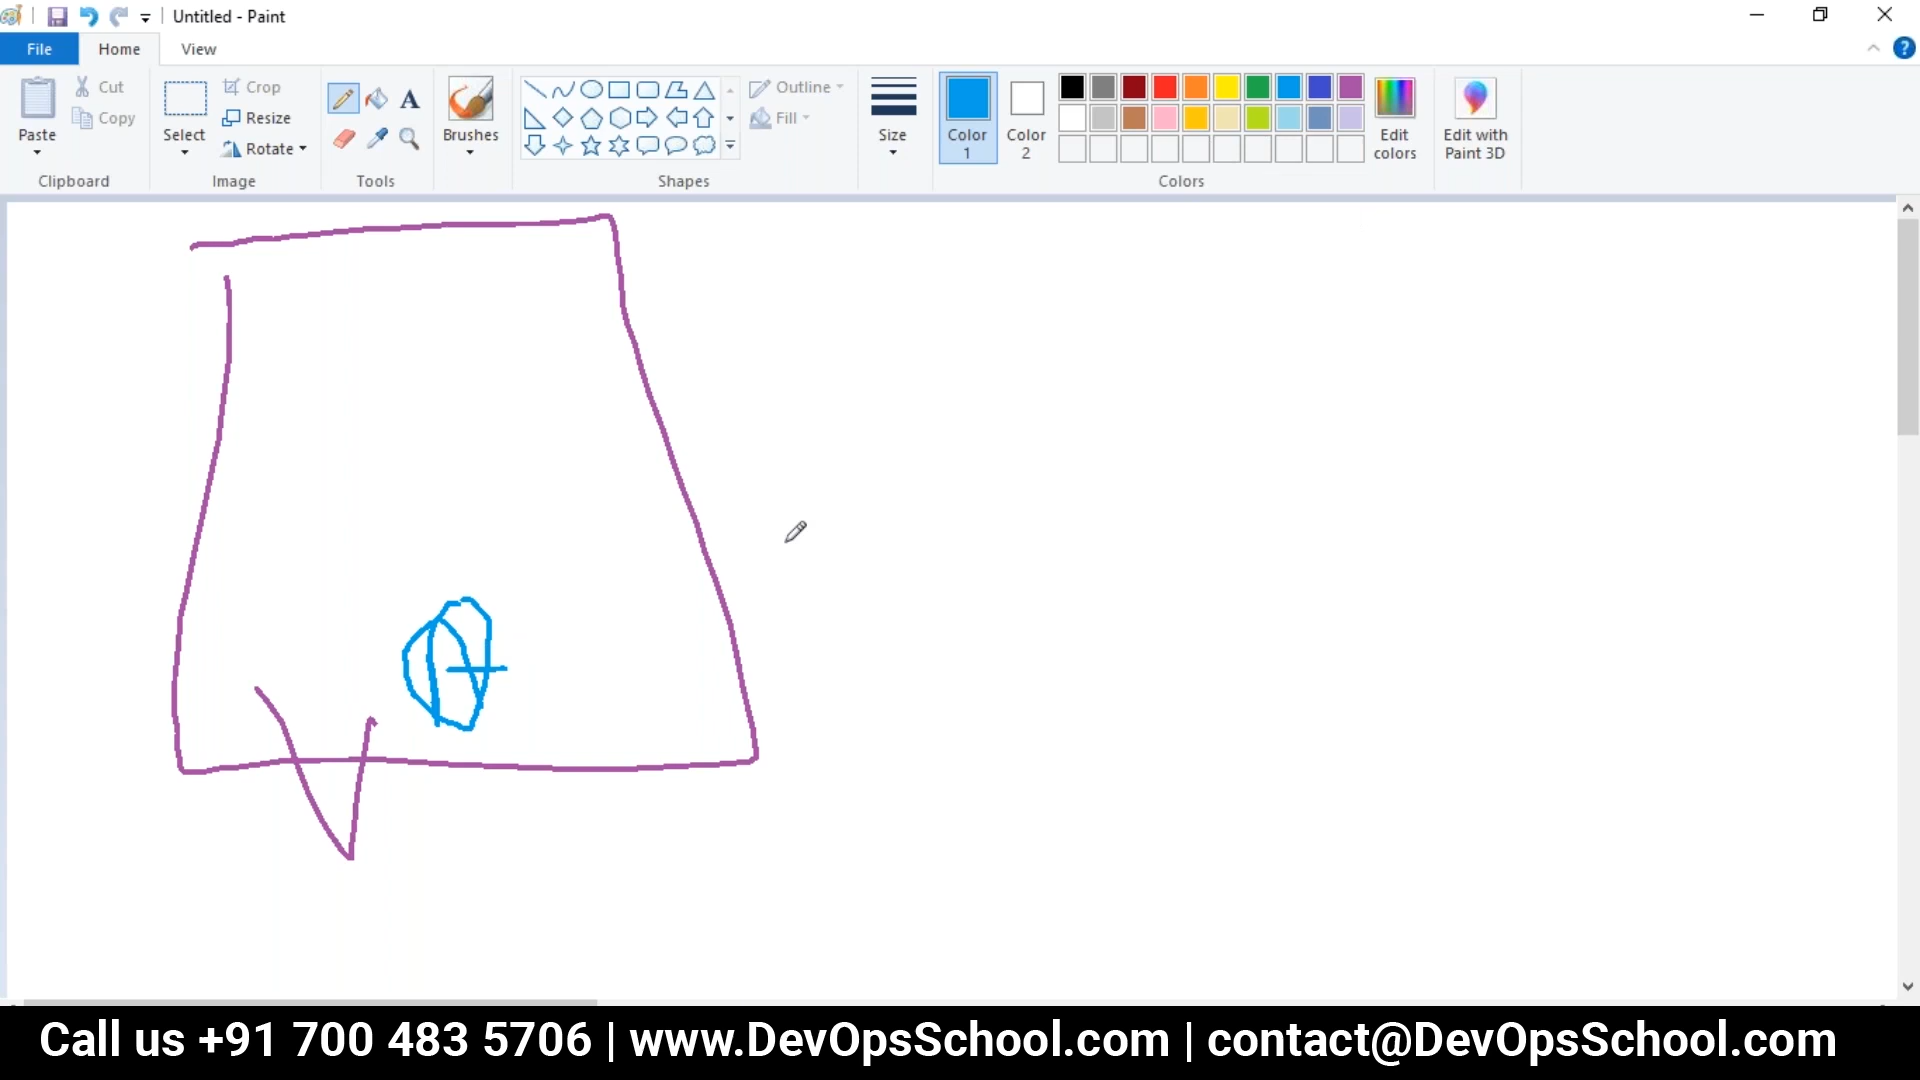 Untitled - Paint
File Home View
Paste
Cut
Copy
Clipboard
Select
Crop
Resize
Rotate
Image
A
Tools
Brushes
Outline
Fill
Shapes
Size
Color 1
Color 2
Edit colors
Colors
Edit with Paint 3D
?
Call us +91 700 483 5706 | www.DevOpsSchool.com | contact@DevOpsSchool.com